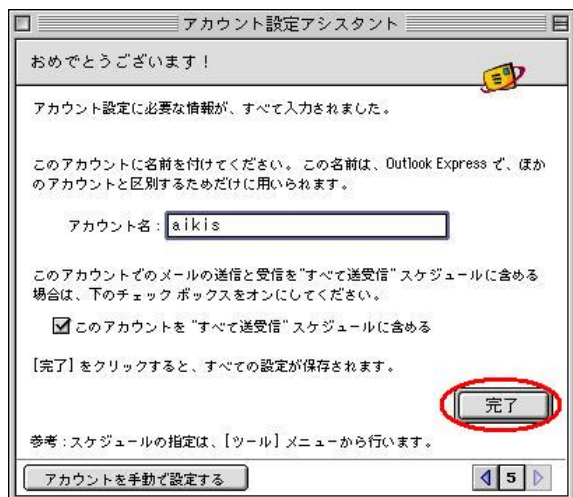 アカウント設定アシスタント
おめでとうございます！
アカウント設定に必要な情報が、すべて入力されました。
このアカウントに名前を付けてください。この名前は、Outlook Express で、ほか
のアカウントと区別するためだけに用いられます。
アカウント名：aikis
このアカウントでのメールの送信と受信を"すべて送受信" スケジュールに含める
場合は、下のチェック ボックスをオンにしてください。
このアカウントを "すべて送受信" スケジュールに含める
[完了] をクリックすると、すべての設定が保存されます。
完了
参考：スケジュールの指定は、[ツール] メニューから行います。
アカウントを手動で設定する
5